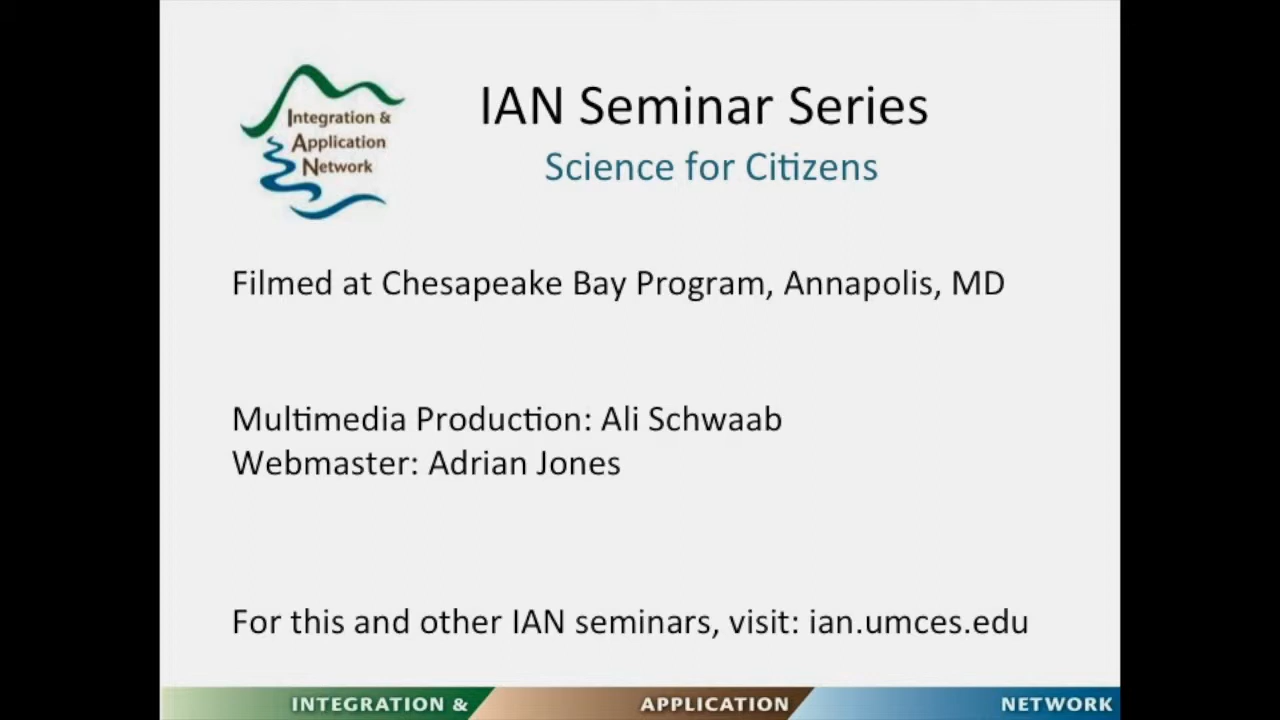 Integration &
Application
Network
IAN Seminar Series
Science for Citizens
Filmed at Chesapeake Bay Program, Annapolis, MD
Multimedia Production: Ali Schwaab
Webmaster: Adrian Jones
For this and other IAN seminars, visit: ian.umces.edu
INTEGRATION & APPLICATION NETWORK